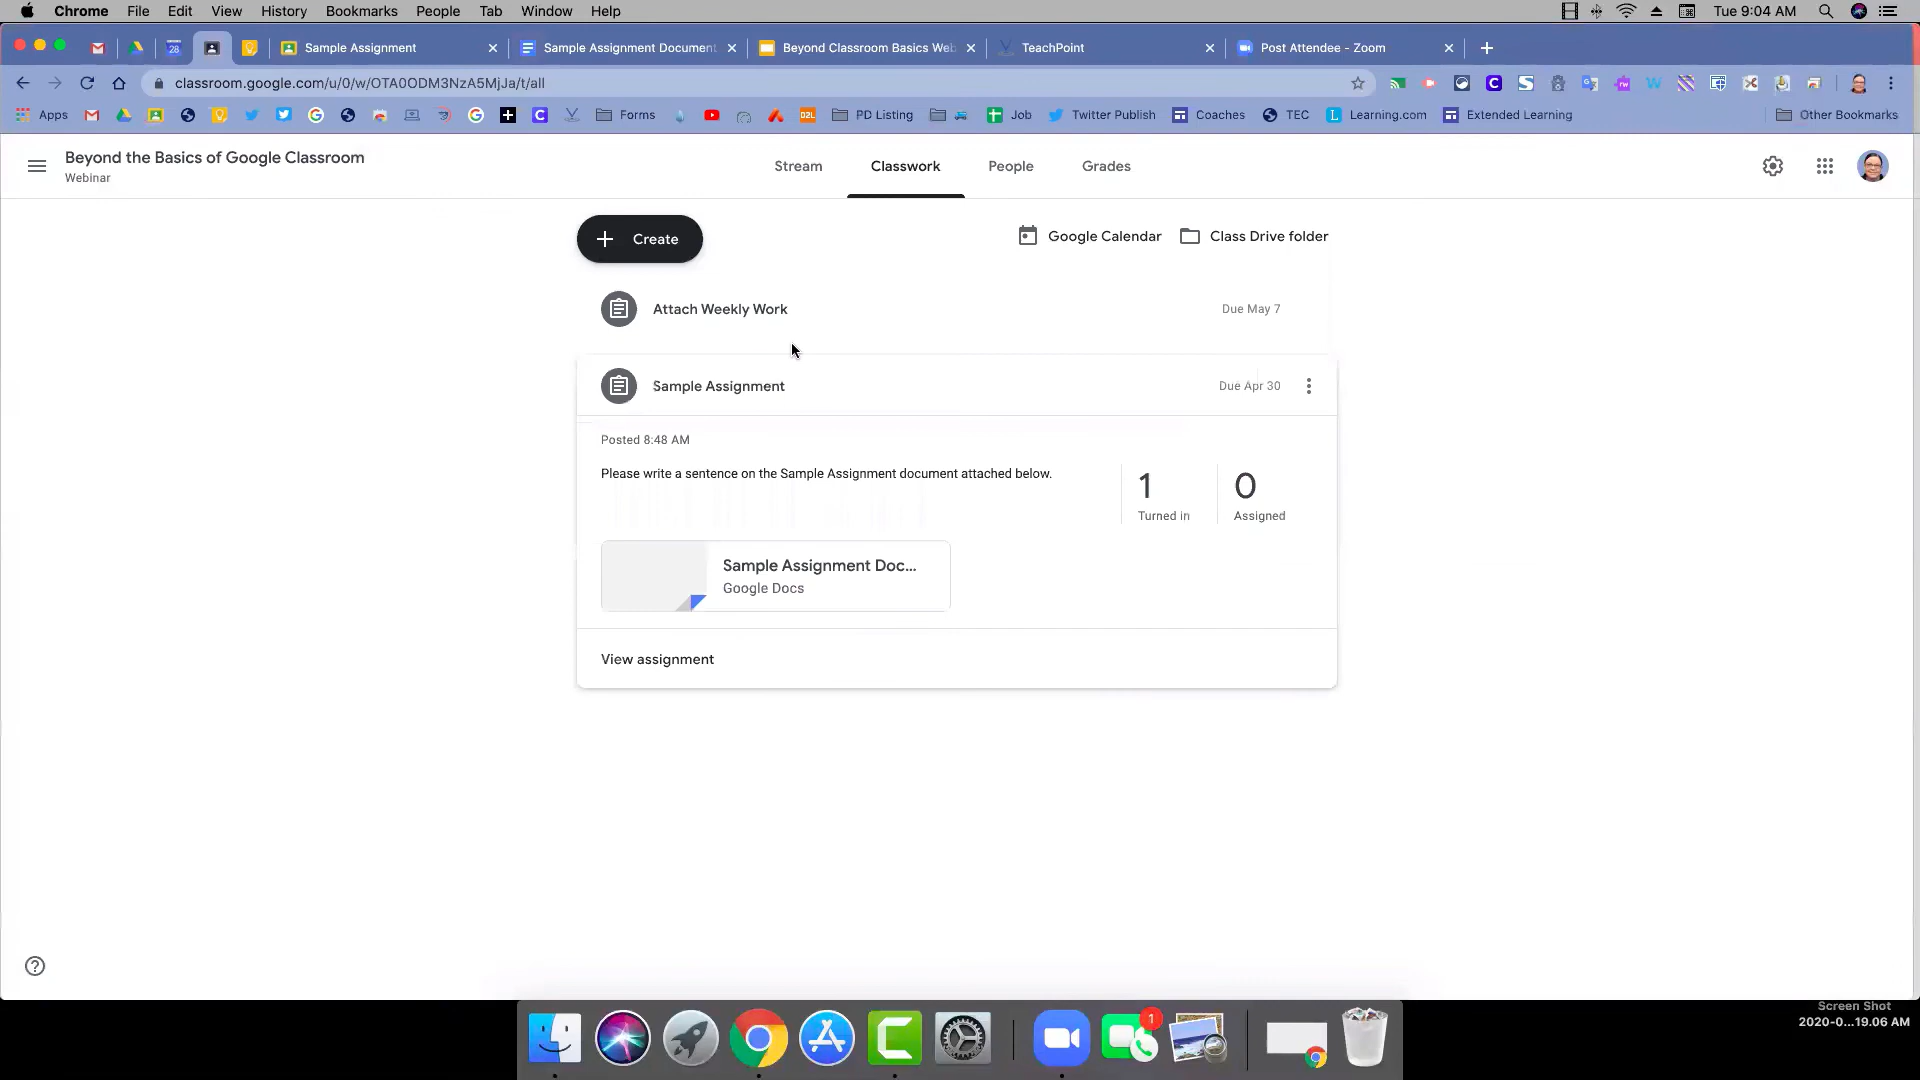 Chrome File Edit View History Bookmarks People Tab Window Help Tue 9:04 AM
28 Sample Assignment Sample Assignment Document Beyond Classroom Basics Web TeachPoint Post Attendee - Zoom
classroom.google.com/u/0/w/OTA0ODM3NzA5MjJa/t/all
Apps Forms PD Listing Job Twitter Publish Coaches TEC Learning.com Extended Learning Other Bookmarks
Beyond the Basics of Google Classroom
Webinar
Stream Classwork People Grades
Create
Google Calendar Class Drive folder
Attach Weekly Work Due May 7
Sample Assignment Due Apr 30
Posted 8:48 AM
Please write a sentence on the Sample Assignment document attached below.
1 0
Turned in Assigned
Sample Assignment Doc...
Google Docs
View assignment
Screen Shot
2020-0...19.06 AM
1